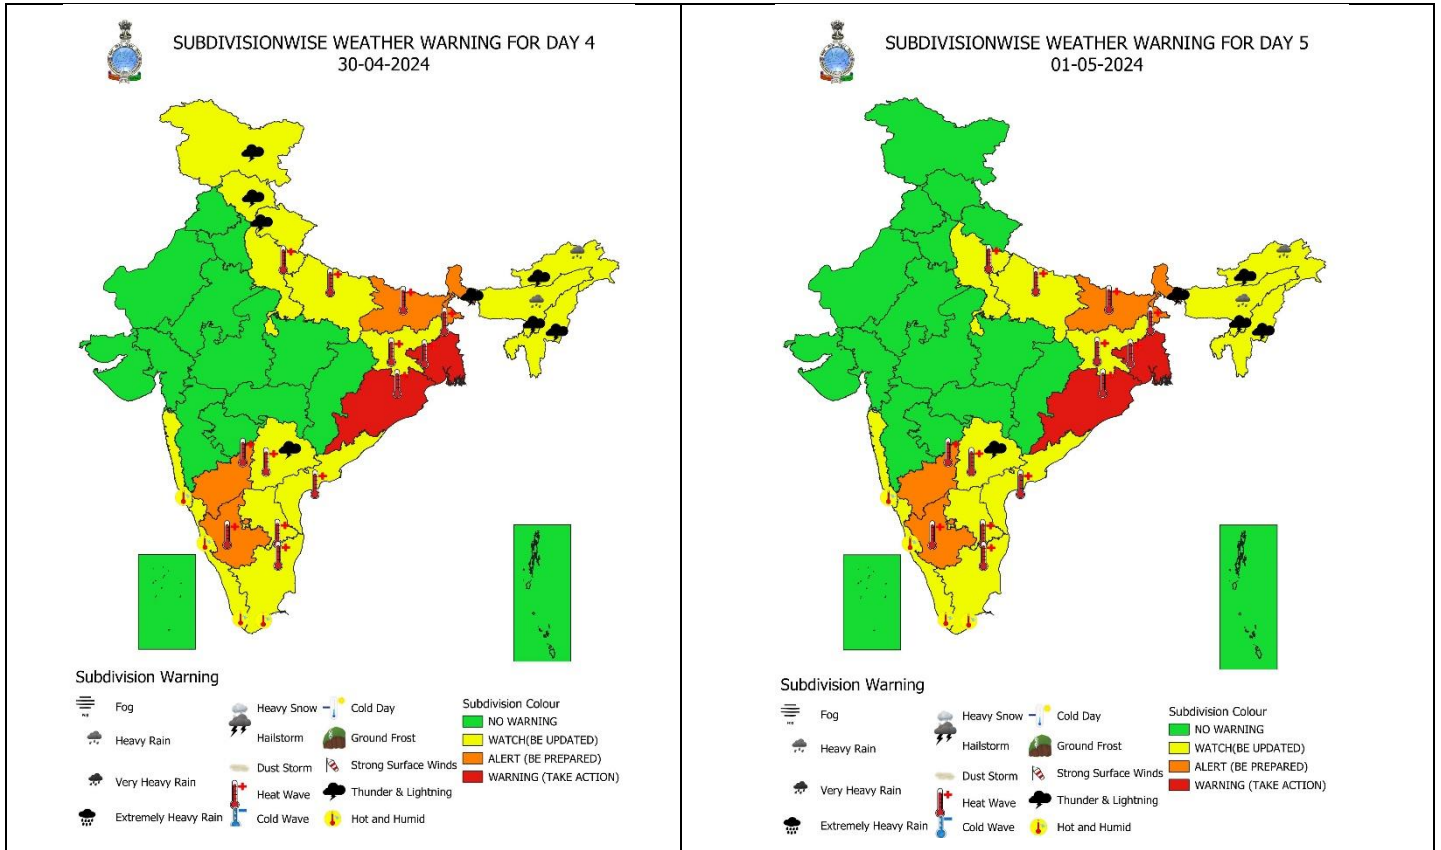 SUBDIVISIONWISE WEATHER WARNING FOR DAY 4
30-04-2024
Subdivision Warning
Fog
Heavy Rain
Very Heavy Rain
Extremely Heavy Rain
Heavy Snow
Hailstorm
Dust Storm
Heat Wave
Cold Wave
Cold Day
Ground Frost
Strong Surface Winds
Thunder & Lightning
Hot and Humid
Subdivision Colour
NO WARNING
WATCH(BE UPDATED)
ALERT (BE PREPARED)
WARNING (TAKE ACTION)
SUBDIVISIONWISE WEATHER WARNING FOR DAY 5
01-05-2024
Subdivision Warning
Fog
Heavy Rain
Very Heavy Rain
Extremely Heavy Rain
Heavy Snow
Hailstorm
Dust Storm
Heat Wave
Cold Wave
Cold Day
Ground Frost
Strong Surface Winds
Thunder & Lightning
Hot and Humid
Subdivision Colour
NO WARNING
WATCH(BE UPDATED)
ALERT (BE PREPARED)
WARNING (TAKE ACTION)